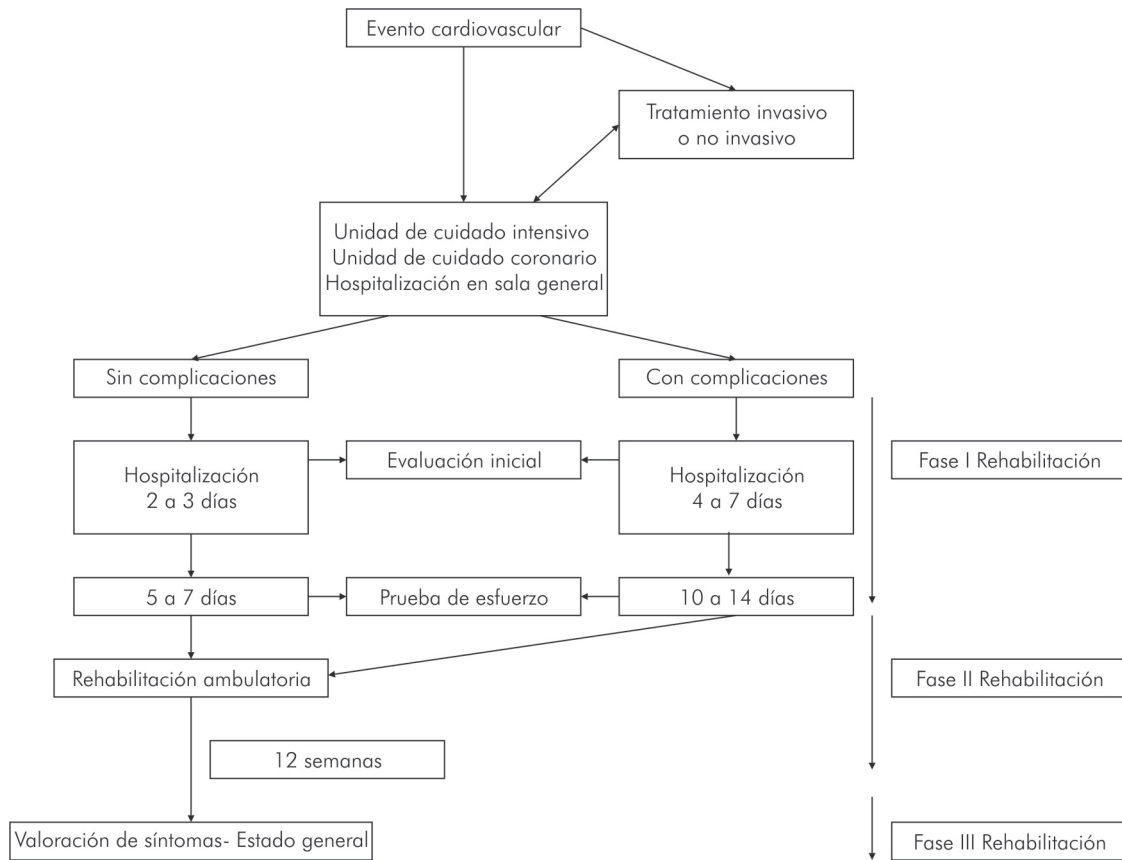 Evento cardiovascular
Tratamiento invasivo
o no invasivo
Unidad de cuidado intensivo
Unidad de cuidado coronario
Hospitalización en sala general
Sin complicaciones
Con complicaciones
Hospitalización
2 a 3 días
Evaluación inicial
Hospitalización
4 a 7 días
Fase I Rehabilitación
5 a 7 días
Prueba de esfuerzo
10 a 14 días
Rehabilitación ambulatoria
Fase II Rehabilitación
12 semanas
Valoración de síntomas- Estado general
Fase III Rehabilitación